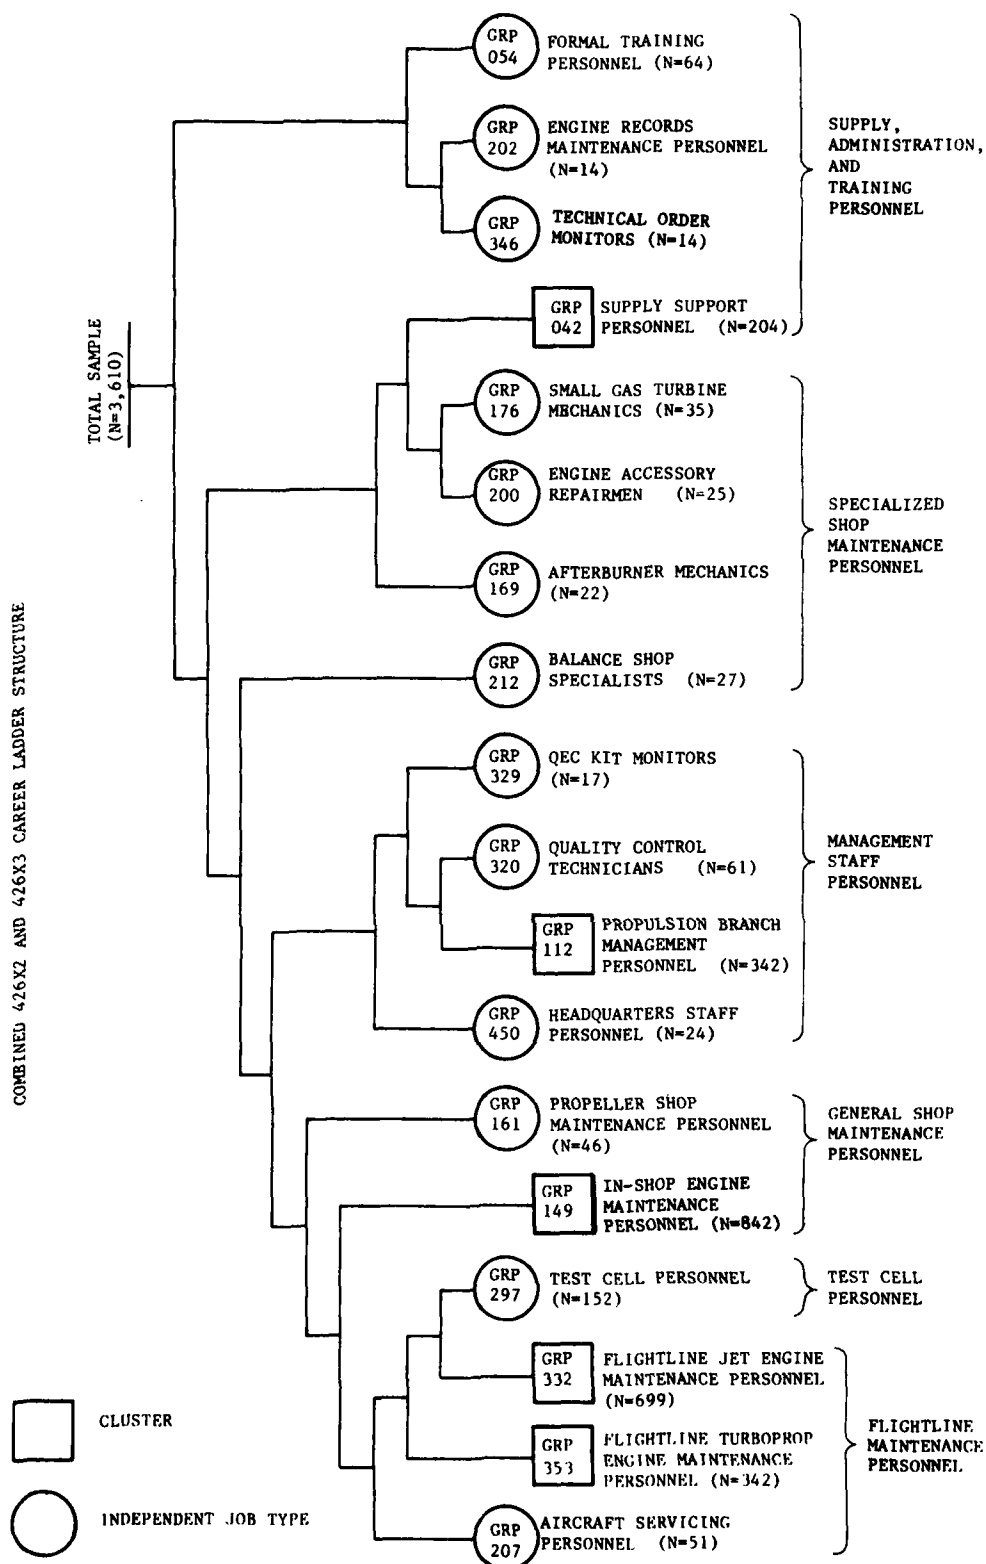 COMBINED 426X2 AND 426X3 CAREER LADDER STRUCTURE
TOTAL SAMPLE
(N=3,610)
GRP
054
FORMAL TRAINING
PERSONNEL (N=64)
GRP
202
ENGINE RECORDS
MAINTENANCE PERSONNEL
(N=14)
GRP
346
TECHNICAL ORDER
MONITORS (N=14)
GRP
042
SUPPLY SUPPORT
PERSONNEL (N=204)
SUPPLY,
ADMINISTRATION,
AND
TRAINING
PERSONNEL
GRP
176
SMALL GAS TURBINE
MECHANICS (N=35)
GRP
200
ENGINE ACCESSORY
REPAIRMEN (N=25)
GRP
169
AFTERBURNER MECHANICS
(N=22)
GRP
212
BALANCE SHOP
SPECIALISTS (N=27)
SPECIALIZED
SHOP
MAINTENANCE
PERSONNEL
GRP
329
QEC KIT MONITORS
(N=17)
GRP
320
QUALITY CONTROL
TECHNICIANS (N=61)
GRP
112
PROPULSION BRANCH
MANAGEMENT
PERSONNEL (N=342)
GRP
450
HEADQUARTERS STAFF
PERSONNEL (N=24)
MANAGEMENT
STAFF
PERSONNEL
GRP
161
PROPELLER SHOP
MAINTENANCE PERSONNEL
(N=46)
GRP
149
IN-SHOP ENGINE
MAINTENANCE
PERSONNEL (N=842)
GENERAL SHOP
MAINTENANCE
PERSONNEL
GRP
297
TEST CELL PERSONNEL
(N=152)
TEST CELL
PERSONNEL
GRP
332
FLIGHTLINE JET ENGINE
MAINTENANCE PERSONNEL
(N=699)
GRP
353
FLIGHTLINE TURBOPROP
ENGINE MAINTENANCE
PERSONNEL (N=342)
GRP
207
AIRCRAFT SERVICING
PERSONNEL (N=51)
FLIGHTLINE
MAINTENANCE
PERSONNEL
CLUSTER
INDEPENDENT JOB TYPE